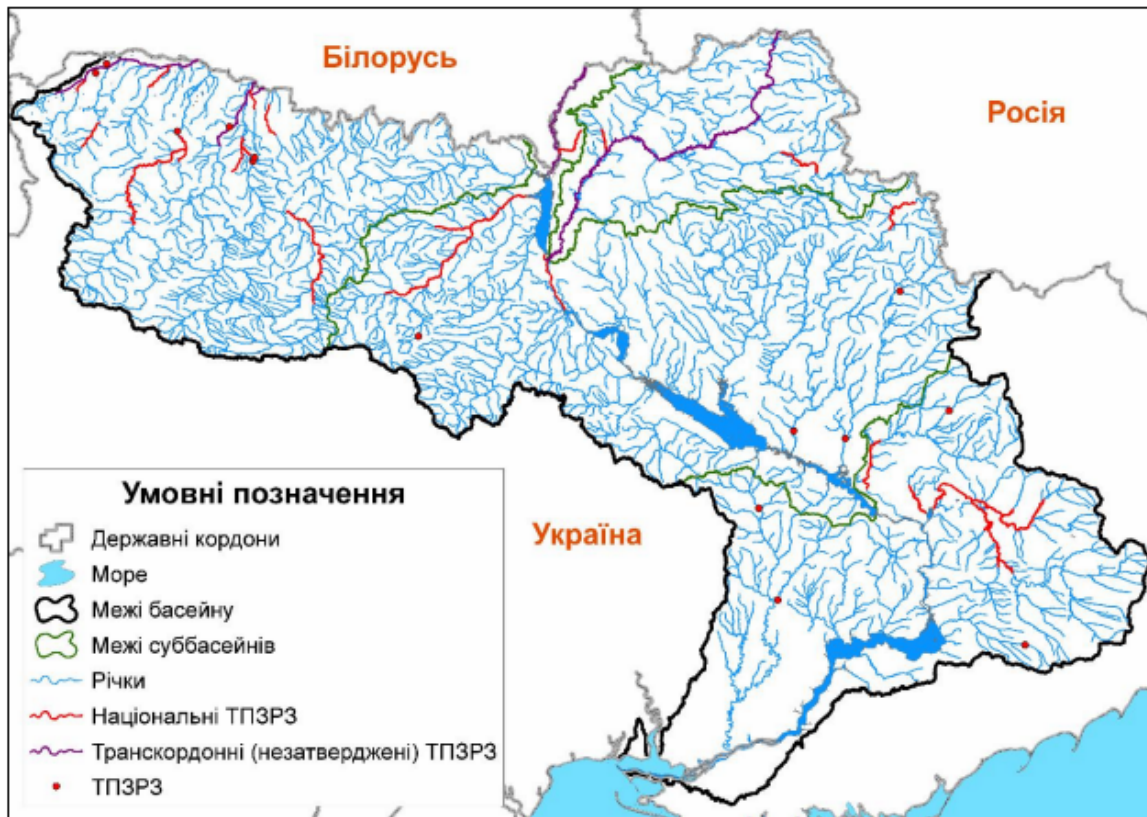 Білорусь
Росія
Україна
Умовні позначення
Державні кордони
Море
Межі басейну
Межі суббасейнів
Річки
Національні ТПЗРЗ
Транскордонні (незатверджені) ТПЗРЗ
ТПЗРЗ